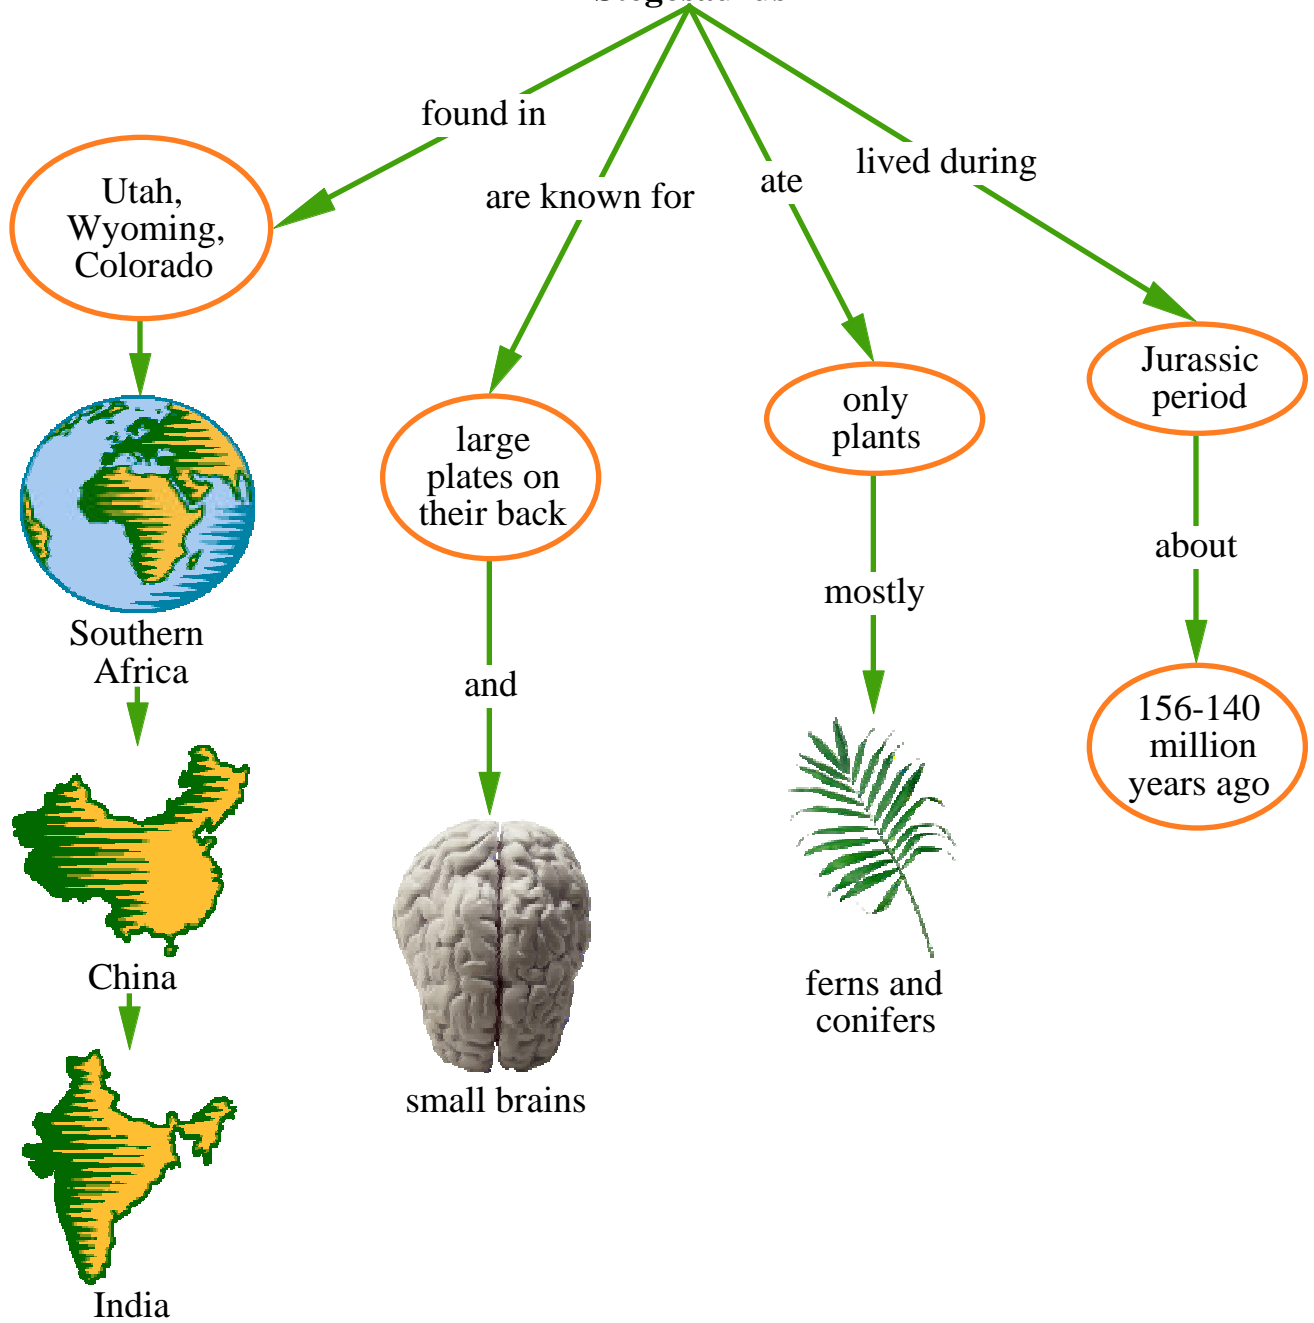 Stegosaurus
found in
are known for
ate
lived during
Utah,
Wyoming,
Colorado
Southern
Africa
China
India
large
plates on
their back
and
small brains
only
plants
mostly
ferns and
conifers
Jurassic
period
about
156-140
million
years ago